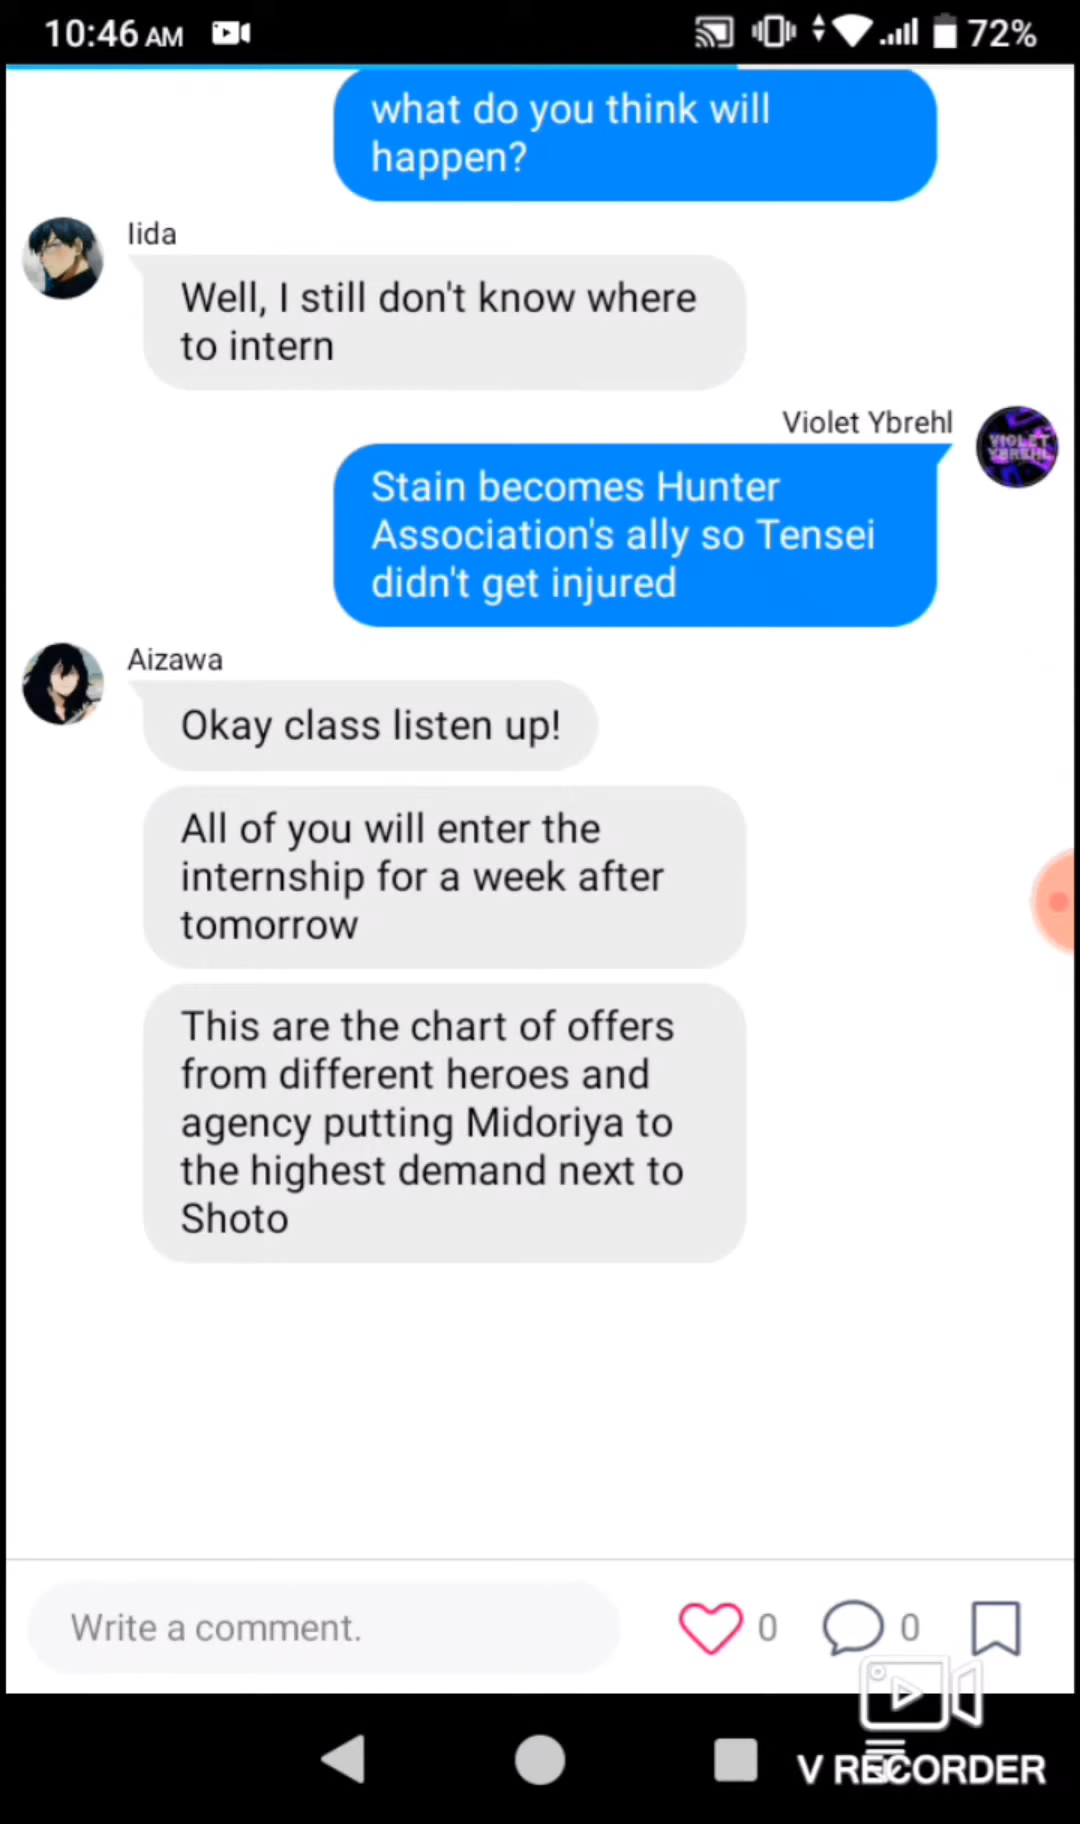 10:46 AM
72%
what do you think will
happen?
Iida
Well, I still don't know where
to intern
Violet Ybrehl
VIOLET
YBREHL
Stain becomes Hunter
Association's ally so Tensei
didn't get injured
Aizawa
Okay class listen up!
All of you will enter the
internship for a week after
tomorrow
This are the chart of offers
from different heroes and
agency putting Midoriya to
the highest demand next to
Shoto
Write a comment.
0
0
V RECORDER